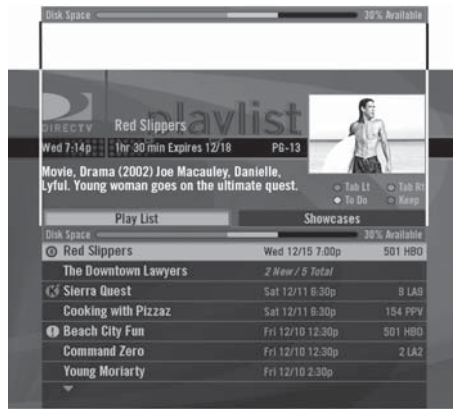 Disk Space 30% Available
playlist
DIRECTV Red Slippers
Wed 7:14p 1hr 30 min Expires 12/18 PG-13
Movie, Drama (2002) Joe Macauley, Danielle,
Lyful. Young woman goes on the ultimate quest.
Tab Lt Tab Rt
To Do Keep
Play List Showcases
Disk Space 30% Available
Red Slippers Wed 12/15 7:00p 501 HBO
The Downtown Lawyers 2 New / 5 Total
Sierra Quest Sat 12/11 8:30p 9 LA9
Cooking with Pizzaz Sat 12/11 6:30p 154 PPV
Beach City Fun Fri 12/10 12:30p 501 HBO
Command Zero Fri 12/10 12:30p 2 LA2
Young Moriarty Fri 12/10 2:30p